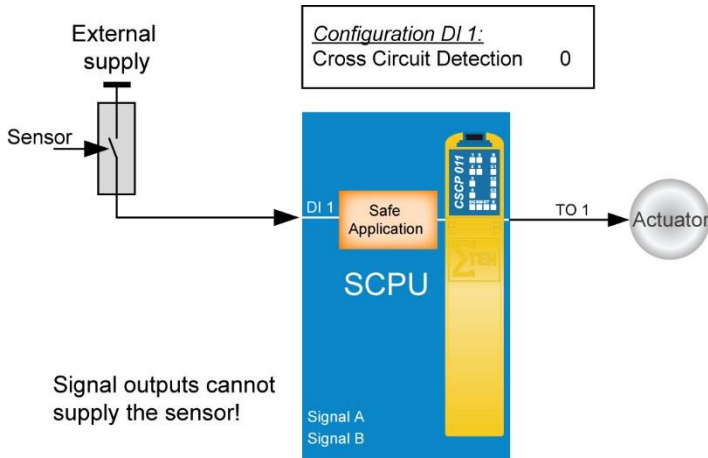 External
supply
Configuration DI 1:
Cross Circuit Detection 0
Sensor
DI 1
Safe
Application
CSCP 011
TO 1
Actuator
SCPU
Signal outputs cannot
supply the sensor!
Signal A
Signal B